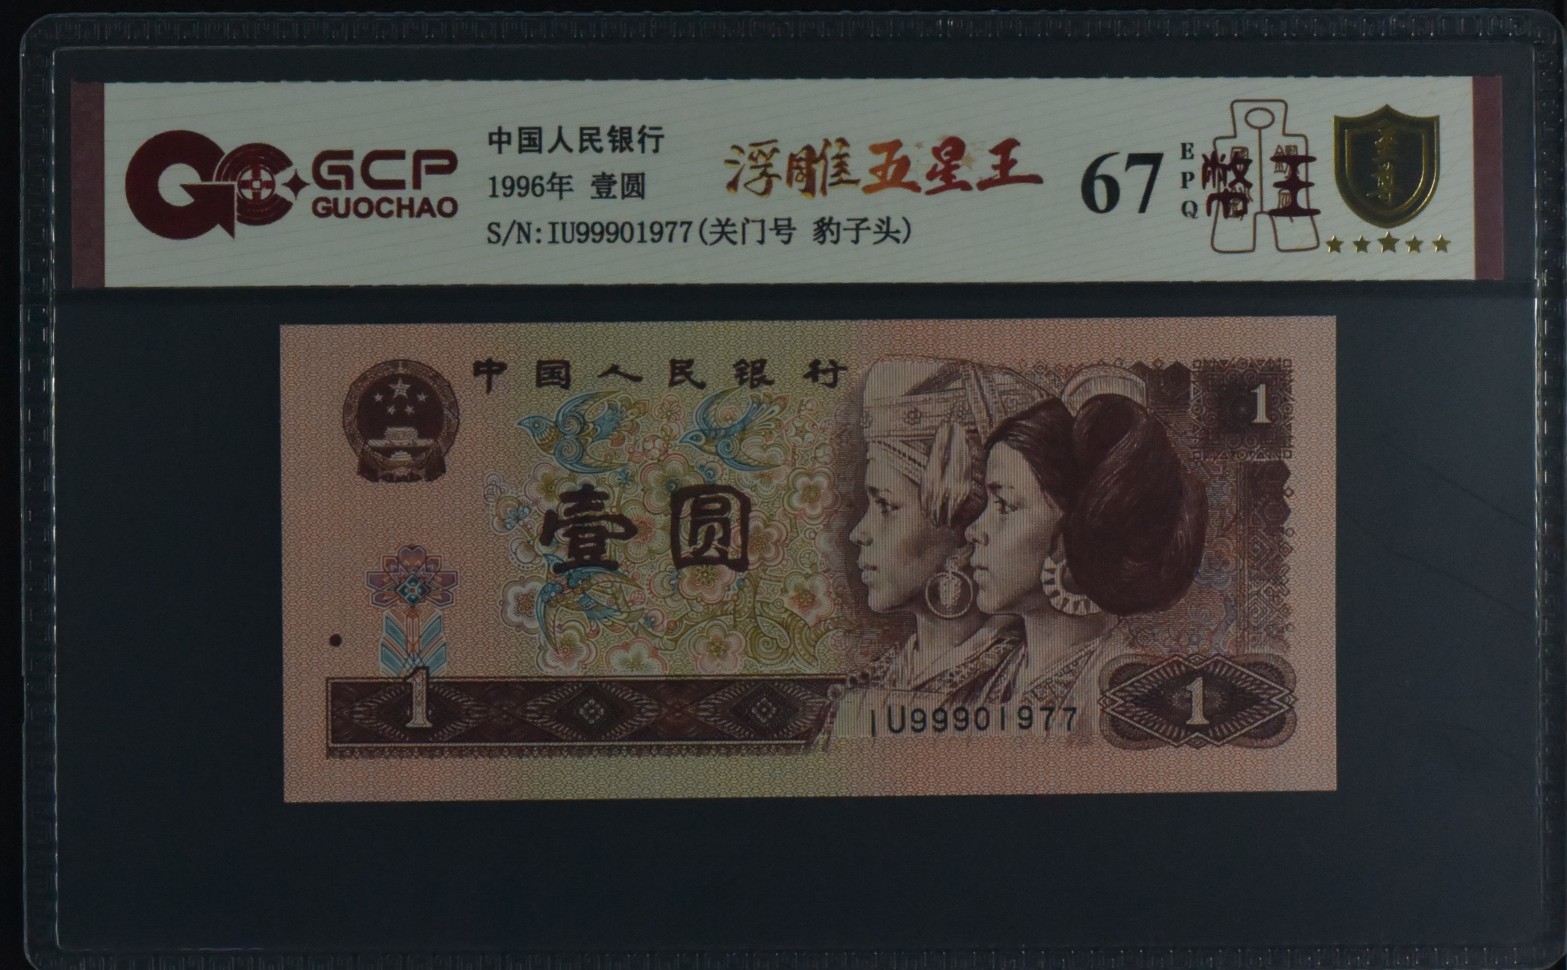 GCP
GUOCHAO
中国人民银行
1996年 壹圆
S/N:IU99901977(关门号 豹子头)
浮雕五星王
67
EPQ
至尊
中国人民银行
1
壹圆
1
IU99901977
1